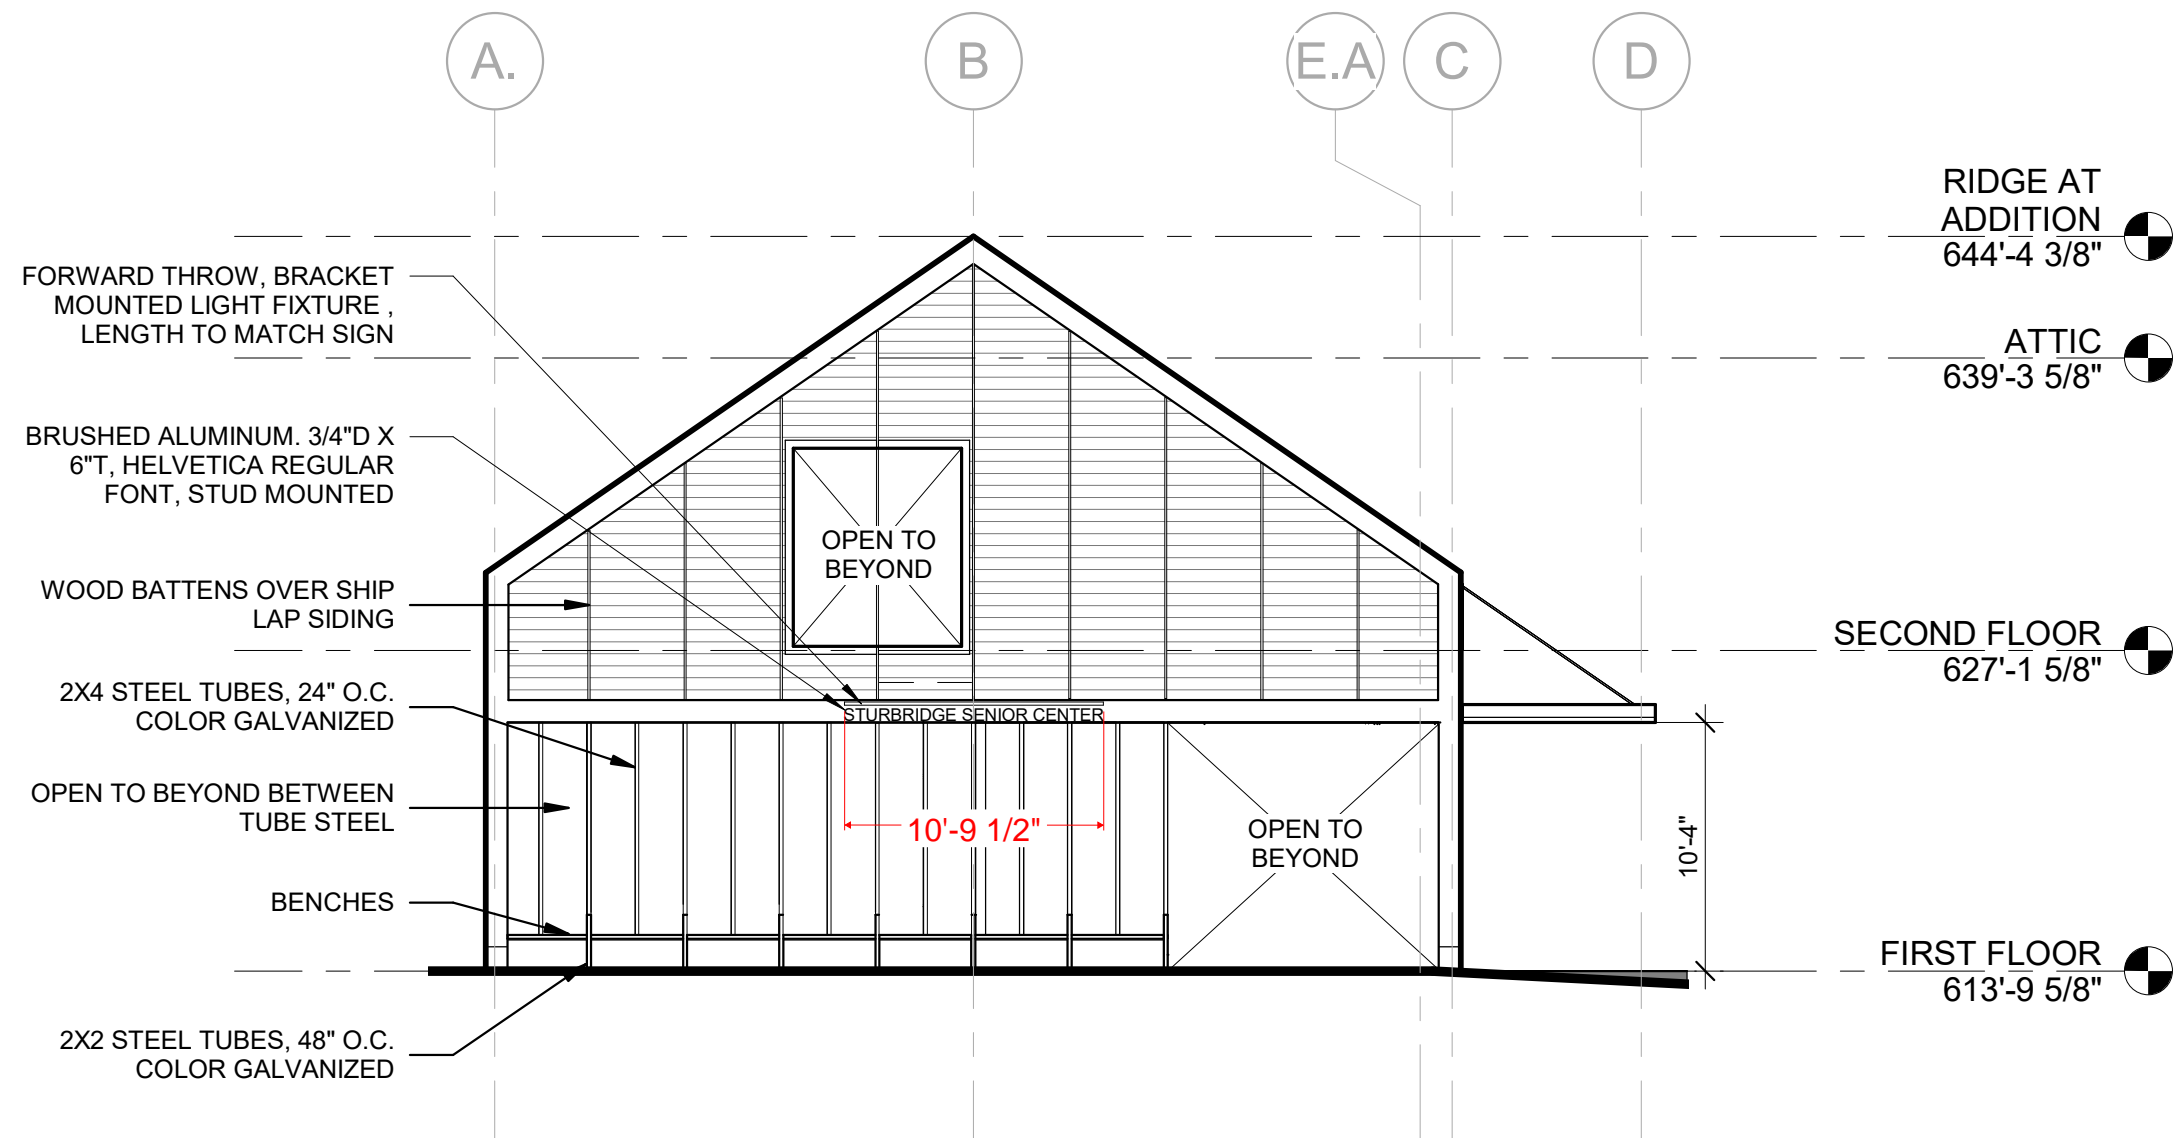 A.
B
E.A
C
D
RIDGE AT
ADDITION
644'-4 3/8"
ATTIC
639'-3 5/8"
SECOND FLOOR
627'-1 5/8"
FIRST FLOOR
613'-9 5/8"
FORWARD THROW, BRACKET
MOUNTED LIGHT FIXTURE ,
LENGTH TO MATCH SIGN
BRUSHED ALUMINUM. 3/4"D X
6"T, HELVETICA REGULAR
FONT, STUD MOUNTED
WOOD BATTENS OVER SHIP
LAP SIDING
2X4 STEEL TUBES, 24" O.C.
COLOR GALVANIZED
OPEN TO BEYOND BETWEEN
TUBE STEEL
BENCHES
2X2 STEEL TUBES, 48" O.C.
COLOR GALVANIZED
OPEN TO
BEYOND
STURBRIDGE SENIOR CENTER
10'-9 1/2"
OPEN TO
BEYOND
10'-4"